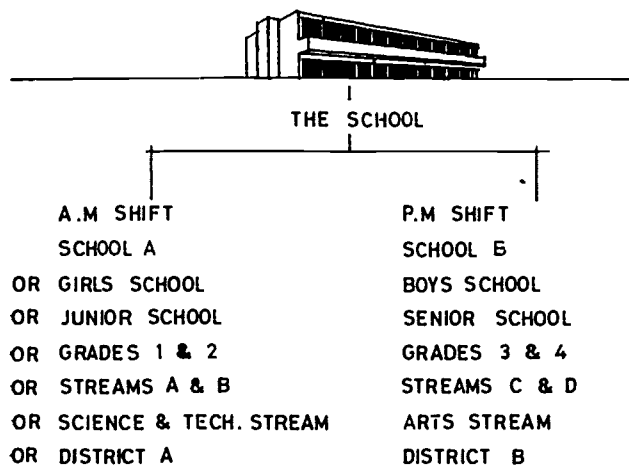 THE SCHOOL
A.M SHIFT P.M SHIFT
SCHOOL A SCHOOL B
OR GIRLS SCHOOL BOYS SCHOOL
OR JUNIOR SCHOOL SENIOR SCHOOL
OR GRADES 1 & 2 GRADES 3 & 4
OR STREAMS A & B STREAMS C & D
OR SCIENCE & TECH. STREAM ARTS STREAM
OR DISTRICT A DISTRICT B